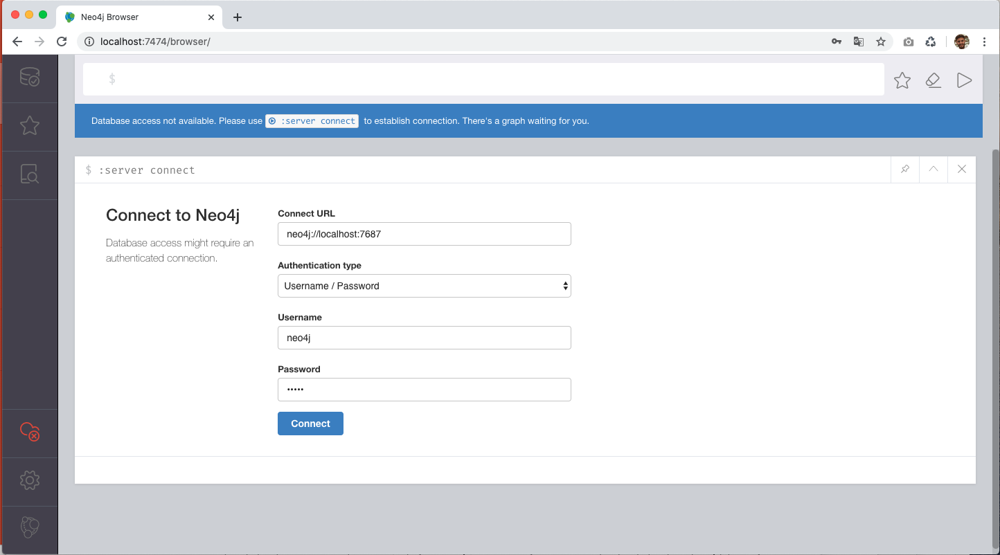 Neo4j Browser
localhost:7474/browser/
$
Database access not available. Please use :server connect to establish connection. There's a graph waiting for you.
$ :server connect
Connect to Neo4j
Database access might require an
authenticated connection.
Connect URL
neo4j://localhost:7687
Authentication type
Username / Password
Username
neo4j
Password
•••••
Connect